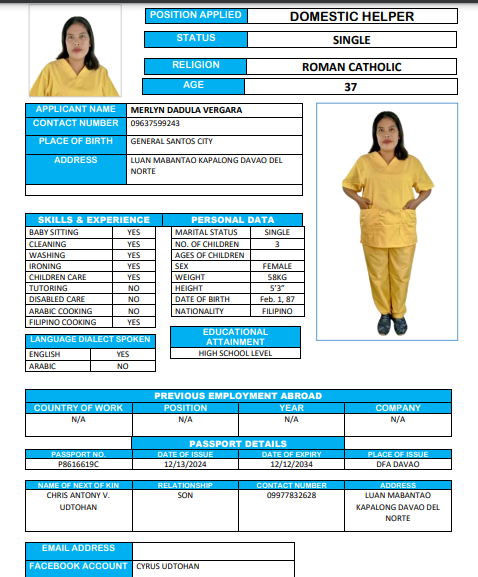 POSITION APPLIED DOMESTIC HELPER
STATUS SINGLE
RELIGION ROMAN CATHOLIC
AGE 37
APPLICANT NAME MERLYN DADULA VERGARA
CONTACT NUMBER 09637599243
PLACE OF BIRTH GENERAL SANTOS CITY
ADDRESS LUAN MABANTAO KAPALONG DAVAO DEL
NORTE
SKILLS & EXPERIENCE PERSONAL DATA
BABY SITTING YES MARITAL STATUS SINGLE
CLEANING YES NO. OF CHILDREN 3
WASHING YES AGES OF CHILDREN
IRONING YES SEX FEMALE
CHILDREN CARE YES WEIGHT 58KG
TUTORING NO HEIGHT 5'3"
DISABLED CARE NO DATE OF BIRTH Feb. 1, 87
ARABIC COOKING NO NATIONALITY FILIPINO
FILIPINO COOKING YES
EDUCATIONAL
ATTAINMENT
HIGH SCHOOL LEVEL
LANGUAGE DIALECT SPOKEN
ENGLISH YES
ARABIC NO
PREVIOUS EMPLOYMENT ABROAD
COUNTRY OF WORK POSITION YEAR COMPANY
N/A N/A N/A N/A
PASSPORT DETAILS
PASSPORT NO. DATE OF ISSUE DATE OF EXPIRY PLACE OF ISSUE
P8616619C 12/13/2024 12/12/2034 DFA DAVAO
NAME OF NEXT OF KIN RELATIONSHIP CONTACT NUMBER ADDRESS
CHRIS ANTONY V. SON 09977832628 LUAN MABANTAO
UDTOHAN KAPALONG DAVAO DEL
NORTE
EMAIL ADDRESS
FACEBOOK ACCOUNT CYRUS UDTOHAN